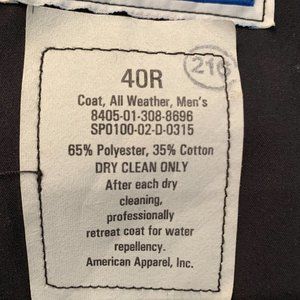 216
40R
Coat, All Weather, Men's
8405-01-308-8696
SP0100-02-D-0315
65% Polyester, 35% Cotton
DRY CLEAN ONLY
After each dry
cleaning,
professionally
retreat coat for water
repellency.
American Apparel, Inc.